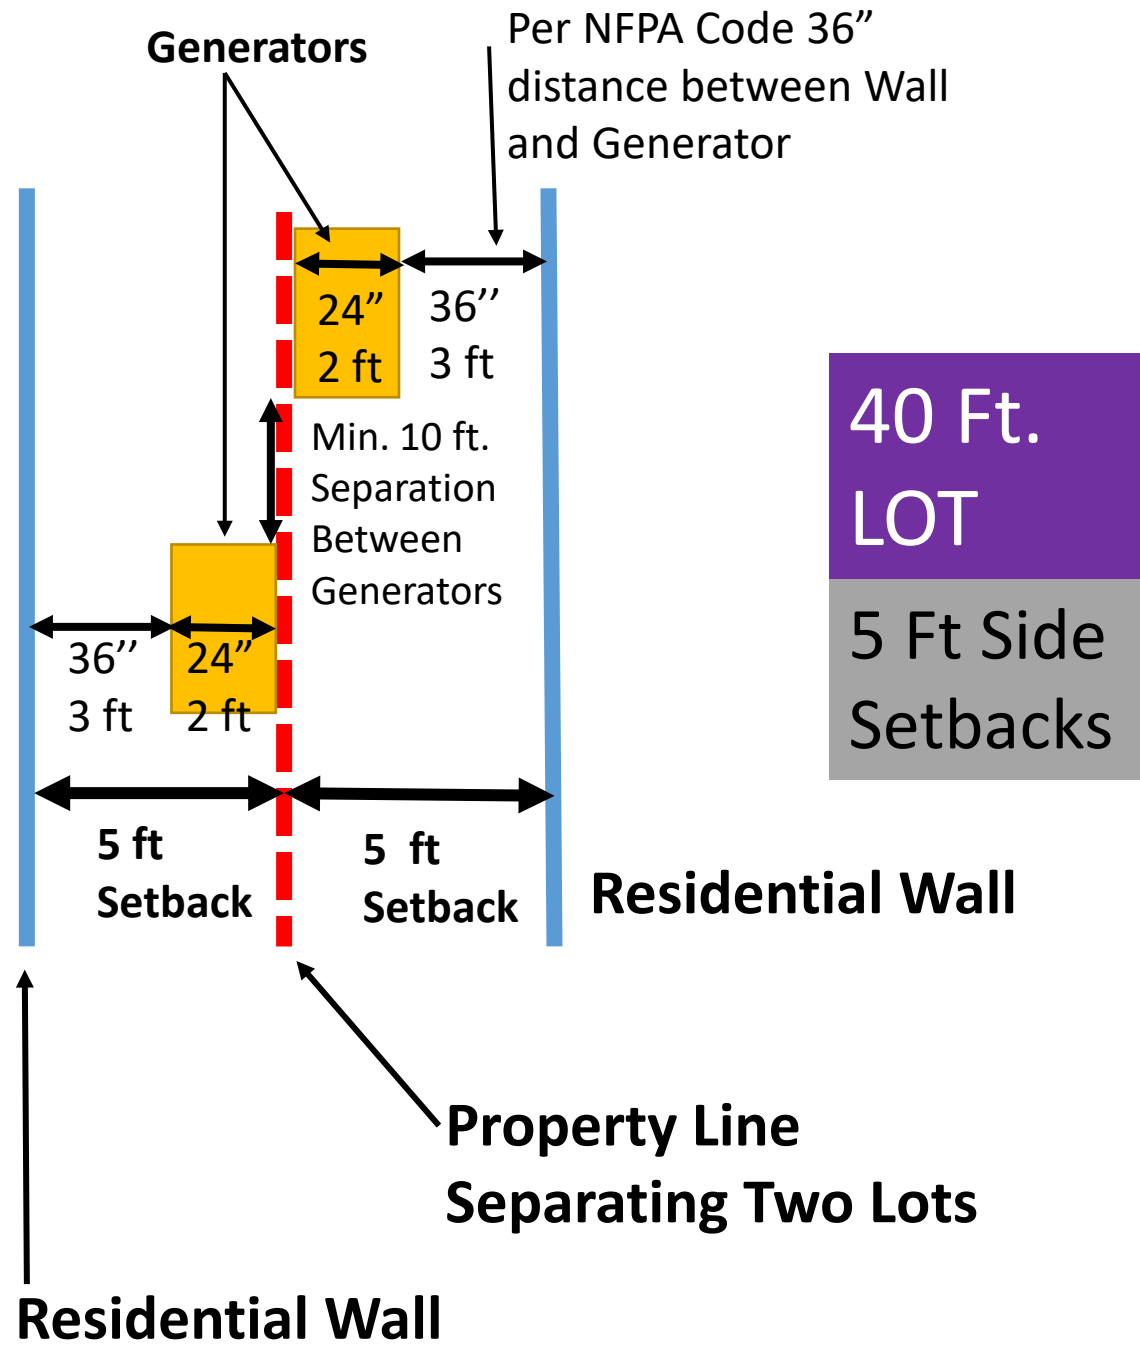 Generators
Per NFPA Code 36”
distance between Wall
and Generator
24”
2 ft
36’’
3 ft
Min. 10 ft.
Separation
Between
Generators
40 Ft.
LOT
5 Ft Side
Setbacks
36’’
3 ft
24”
2 ft
5 ft
Setback
5  ft
Setback
Residential Wall
Property Line
Separating Two Lots
Residential Wall